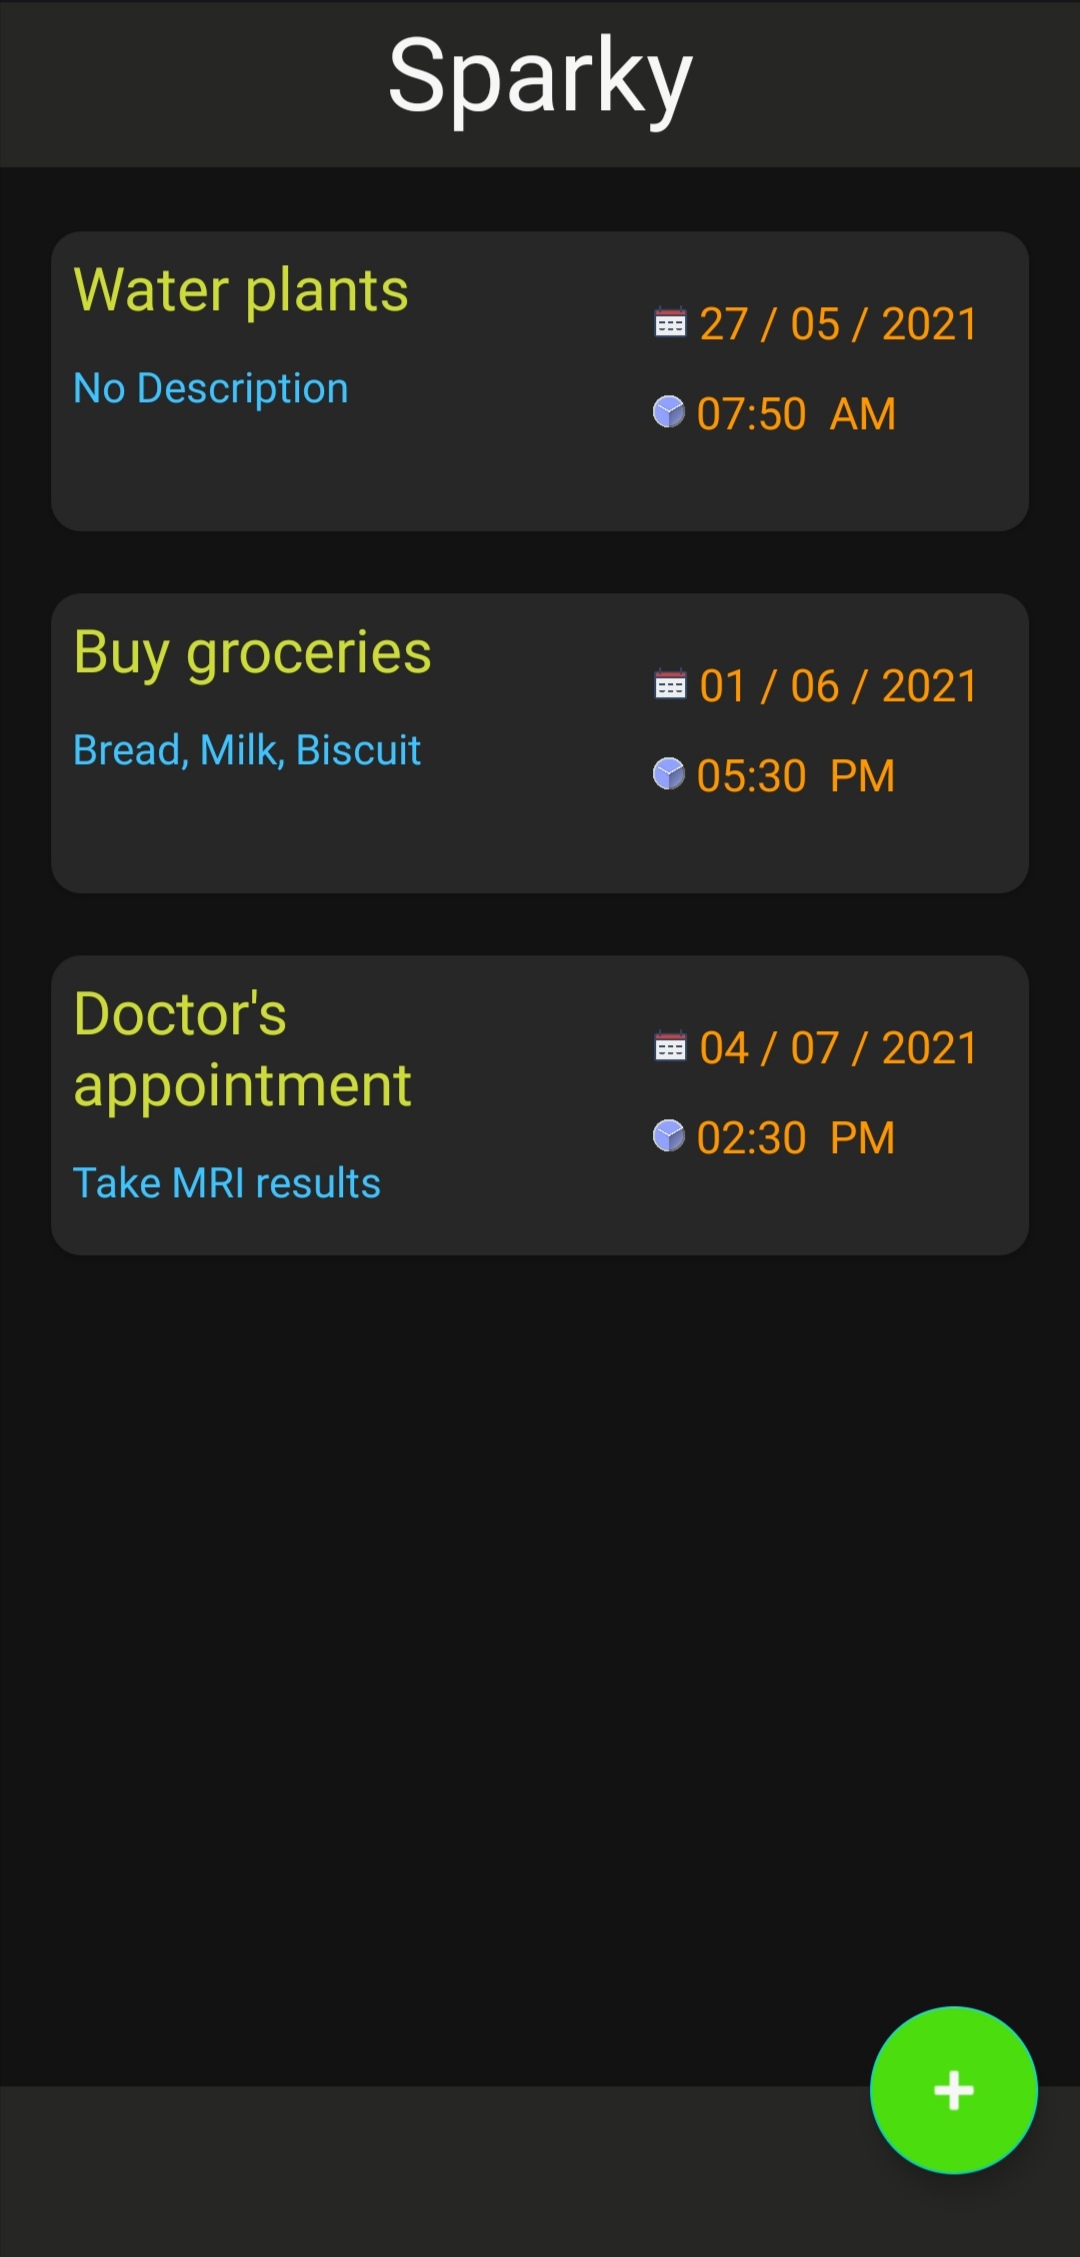 Sparky
Water plants
No Description
27 / 05 / 2021
07:50 AM
Buy groceries
Bread, Milk, Biscuit
01 / 06 / 2021
05:30 PM
Doctor's
appointment
Take MRI results
04 / 07 / 2021
02:30 PM